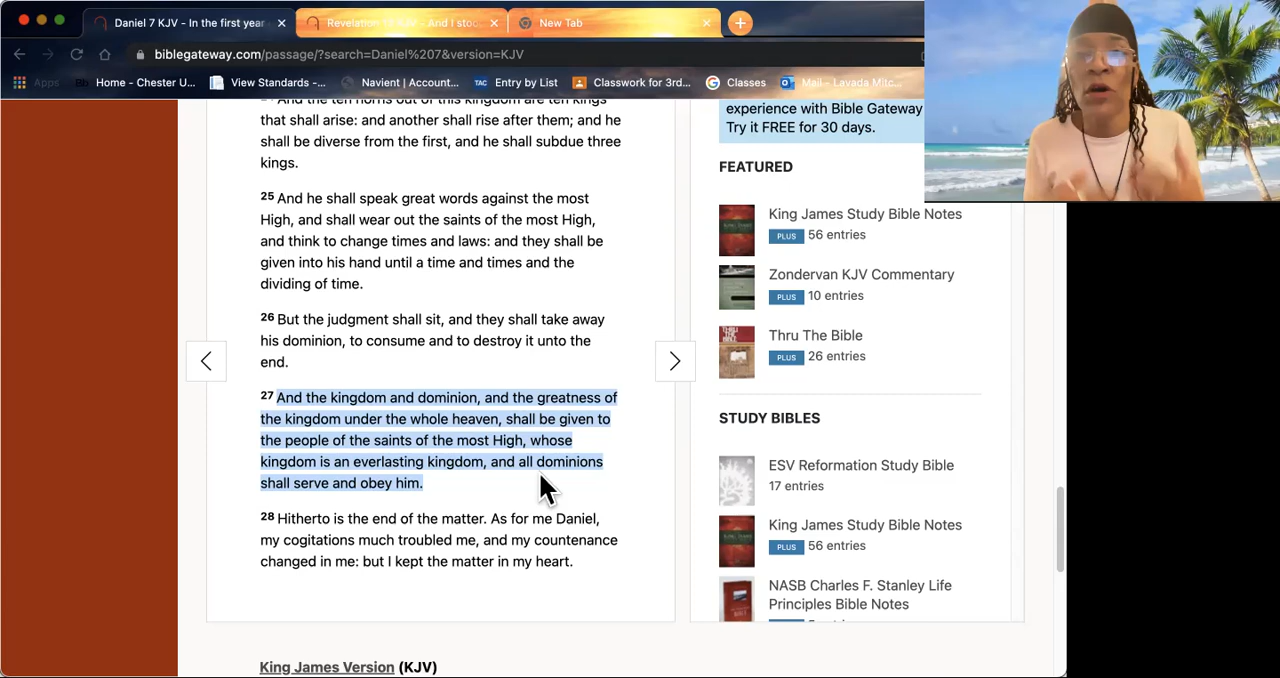 Daniel 7 KJV - In the first year
Revelation 13 KJV - And I stoo
New Tab
biblegateway.com/passage/?search=Daniel%207&version=KJV
Apps
Home - Chester U...
View Standards -...
Navient | Account...
TAC Entry by List
Classwork for 3rd...
Classes
Mail - Lavada Mitc...
And the ten horns out of this kingdom are ten kings
that shall arise: and another shall rise after them; and he
shall be diverse from the first, and he shall subdue three
kings.
25 And he shall speak great words against the most
High, and shall wear out the saints of the most High,
and think to change times and laws: and they shall be
given into his hand until a time and times and the
dividing of time.
26 But the judgment shall sit, and they shall take away
his dominion, to consume and to destroy it unto the
end.
27 And the kingdom and dominion, and the greatness of
the kingdom under the whole heaven, shall be given to
the people of the saints of the most High, whose
kingdom is an everlasting kingdom, and all dominions
shall serve and obey him.
28 Hitherto is the end of the matter. As for me Daniel,
my cogitations much troubled me, and my countenance
changed in me: but I kept the matter in my heart.
King James Version (KJV)
experience with Bible Gateway
Try it FREE for 30 days.
FEATURED
King James Study Bible Notes
PLUS 56 entries
Zondervan KJV Commentary
PLUS 10 entries
Thru The Bible
PLUS 26 entries
STUDY BIBLES
ESV Reformation Study Bible
17 entries
King James Study Bible Notes
PLUS 56 entries
NASB Charles F. Stanley Life
Principles Bible Notes